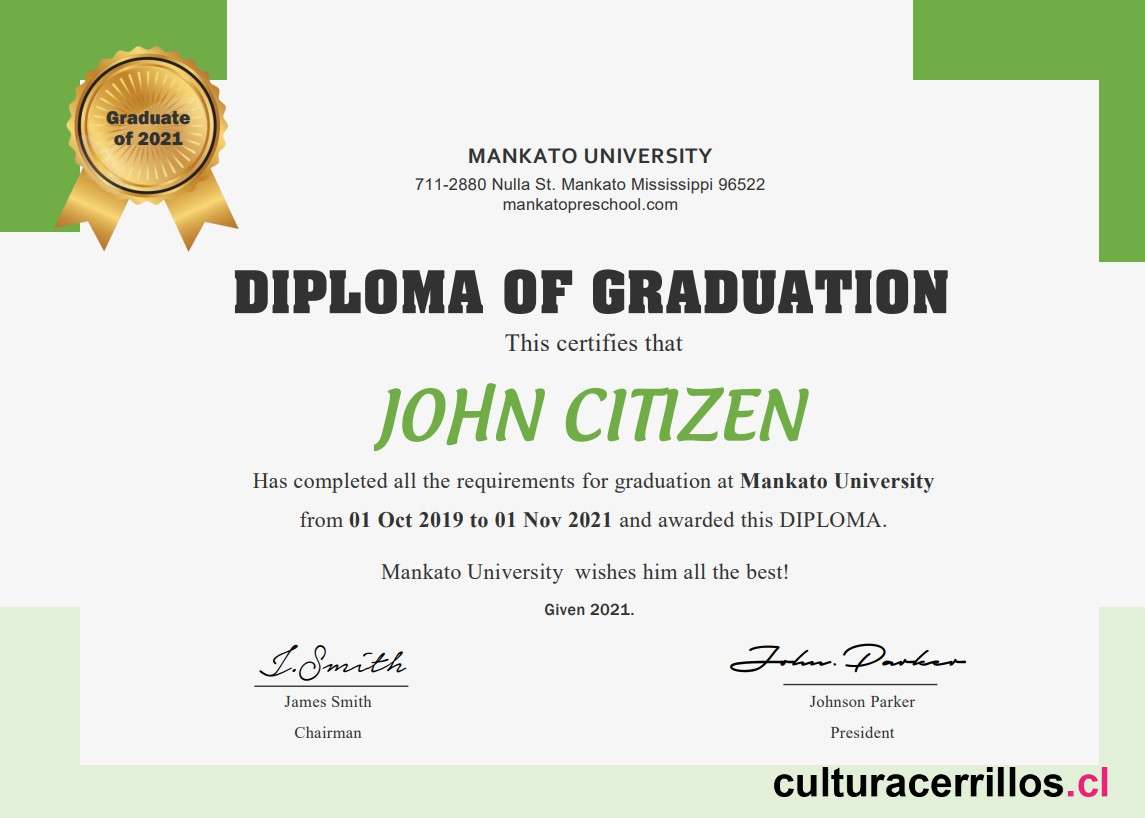 Graduate
of 2021
MANKATO UNIVERSITY
711-2880 Nulla St. Mankato Mississippi 96522
mankatopreschool.com
DIPLOMA OF GRADUATION
This certifies that
JOHN CITIZEN
Has completed all the requirements for graduation at Mankato University
from 01 Oct 2019 to 01 Nov 2021 and awarded this DIPLOMA.
Mankato University wishes him all the best!
Given 2021.
J.Smith John. Parker
James Smith Johnson Parker
Chairman President
culturacerrillos.cl